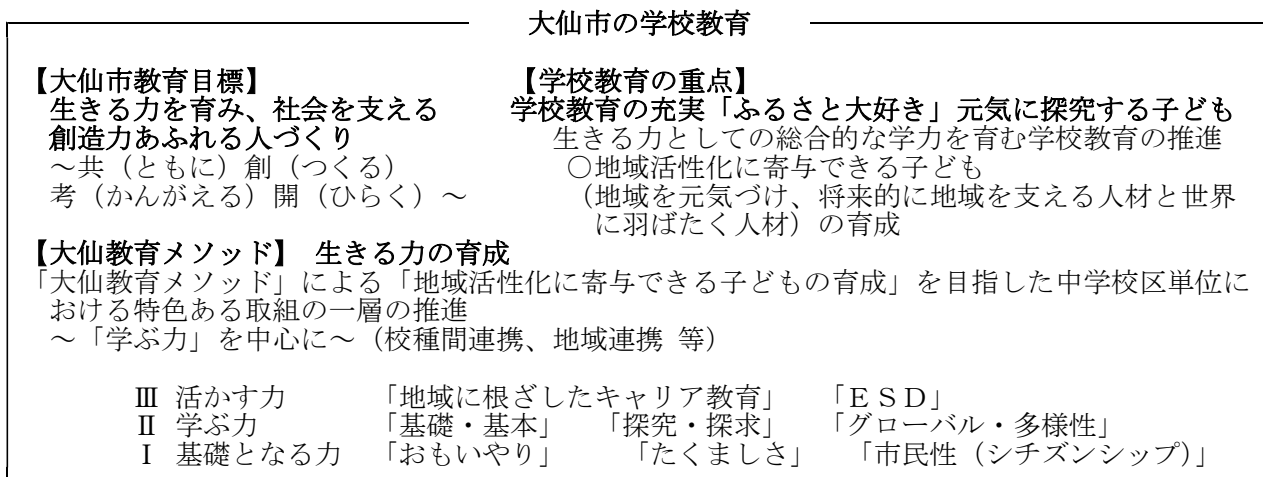 大仙市の学校教育
【大仙市教育目標】
生きる力を育み、社会を支える
創造力あふれる人づくり
～共（ともに）創（つくる）
考（かんがえる）開（ひらく）～
【学校教育の重点】
学校教育の充実「ふるさと大好き」元気に探究する子ども
生きる力としての総合的な学力を育む学校教育の推進
○地域活性化に寄与できる子ども
（地域を元気づけ、将来的に地域を支える人材と世界
に羽ばたく人材）の育成
【大仙教育メソッド】 生きる力の育成
「大仙教育メソッド」による「地域活性化に寄与できる子どもの育成」を目指した中学校区単位に
おける特色ある取組の一層の推進
～「学ぶ力」を中心に～（校種間連携、地域連携 等）
Ⅲ 活かす力 「地域に根ざしたキャリア教育」 「ＥＳＤ」
Ⅱ 学ぶ力 「基礎・基本」 「探究・探求」 「グローバル・多様性」
Ⅰ 基礎となる力 「おもいやり」 「たくましさ」 「市民性（シチズンシップ）」